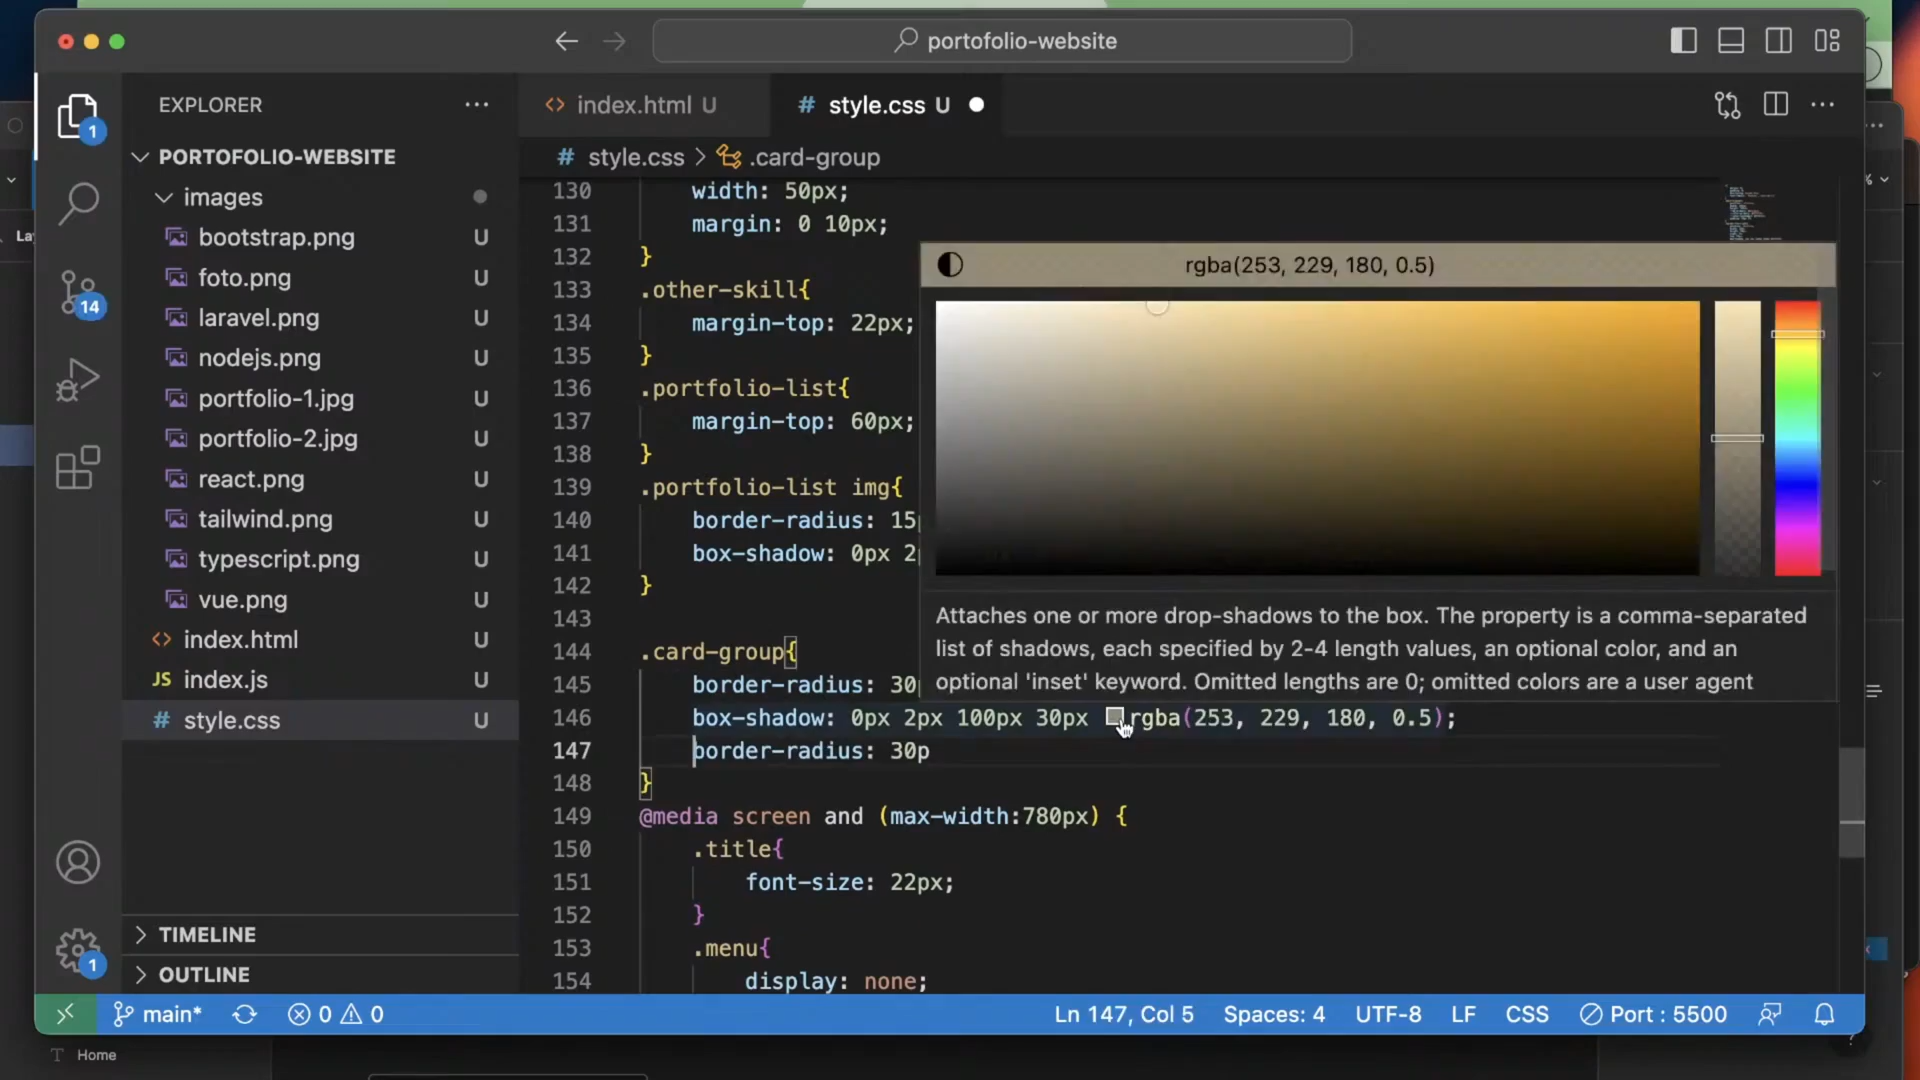 portofolio-website
EXPLORER
1
PORTOFOLIO-WEBSITE
images
bootstrap.png U
foto.png U
laravel.png U
nodejs.png U
portfolio-1.jpg U
portfolio-2.jpg U
react.png U
tailwind.png U
typescript.png U
vue.png U
index.html U
JS index.js U
# style.css U
14
TIMELINE
OUTLINE
1
<> index.html U
# style.css U
# style.css > .card-group
130 width: 50px;
131 margin: 0 10px;
132 }
133 .other-skill{
134 margin-top: 22px;
135 }
136 .portfolio-list{
137 margin-top: 60px;
138 }
139 .portfolio-list img{
140 border-radius: 15
141 box-shadow: 0px 2
142 }
143
144 .card-group{
145 border-radius: 30
146 box-shadow: 0px 2px 100px 30px rgba(253, 229, 180, 0.5);
147 border-radius: 30p
148 }
149 @media screen and (max-width:780px) {
150 .title{
151 font-size: 22px;
152 }
153 .menu{
154 display: none;
rgba(253, 229, 180, 0.5)
Attaches one or more drop-shadows to the box. The property is a comma-separated
list of shadows, each specified by 2-4 length values, an optional color, and an
optional 'inset' keyword. Omitted lengths are 0; omitted colors are a user agent
main* 0 0 Ln 147, Col 5 Spaces: 4 UTF-8 LF CSS Port : 5500
La
%
T Home